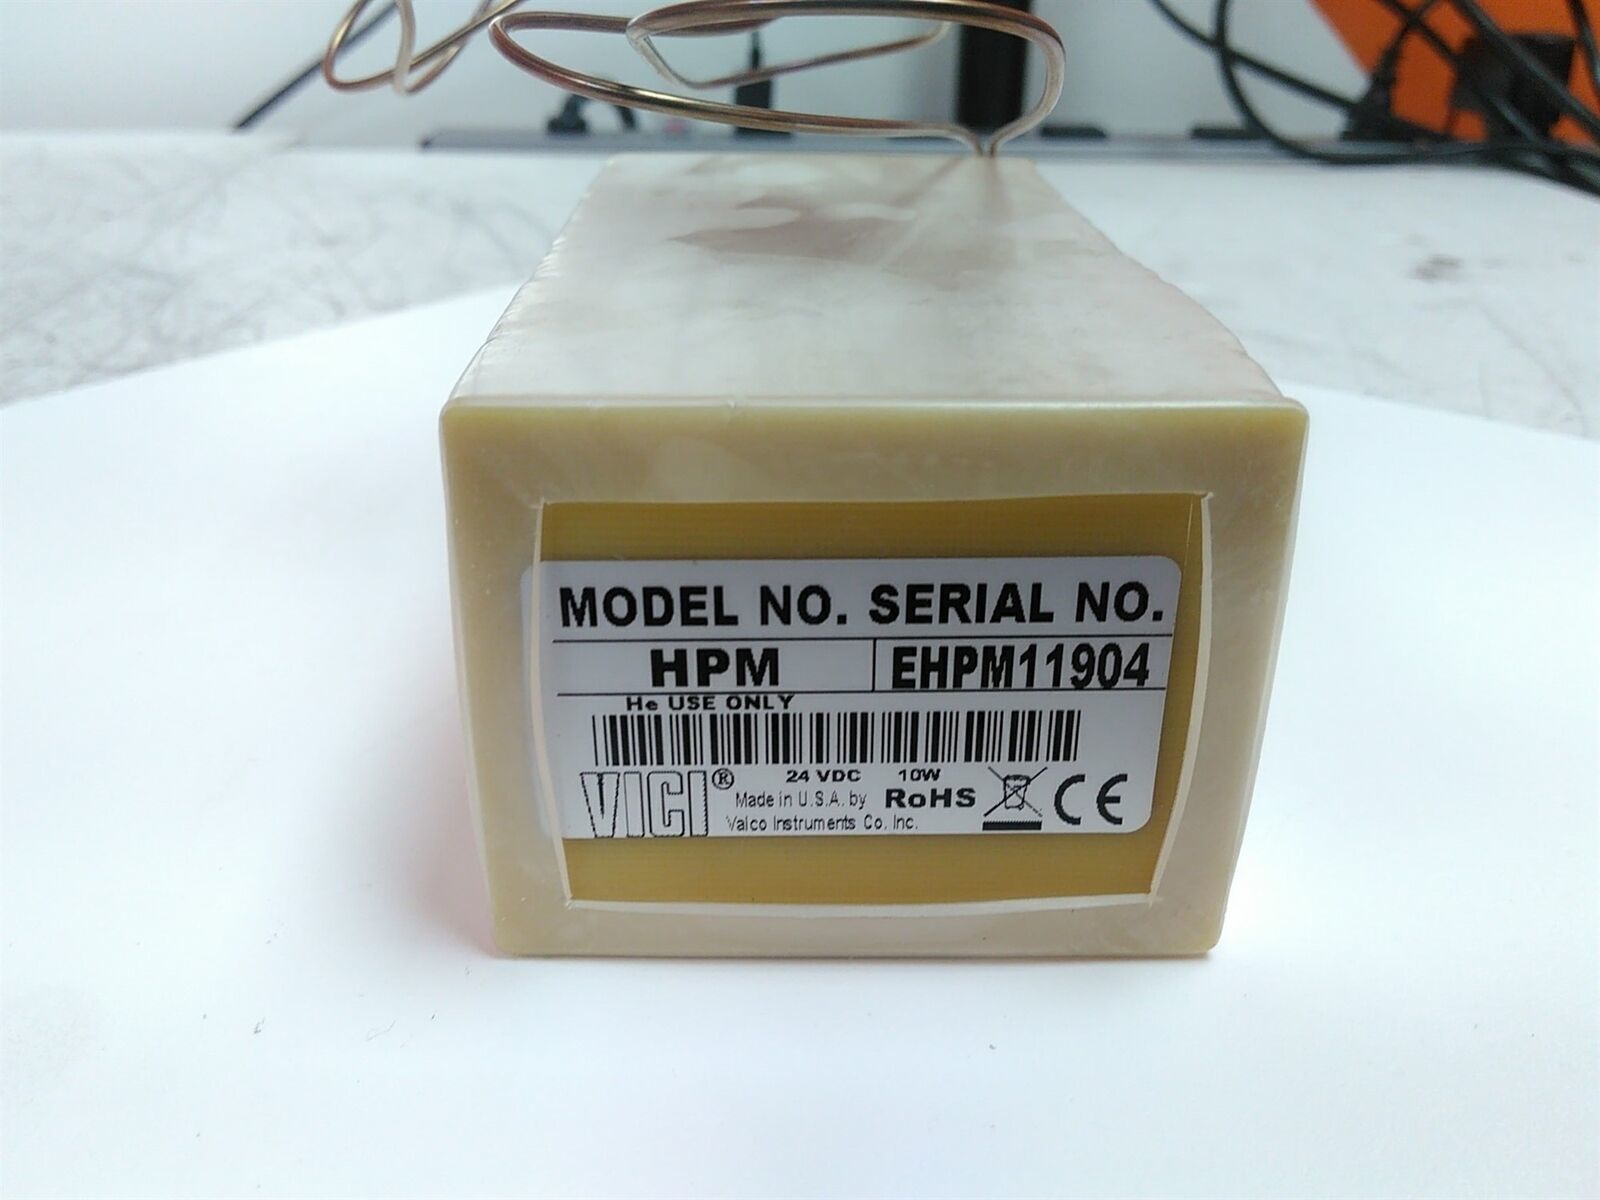 MODEL NO. SERIAL NO.
HPM EHPM11904
He USE ONLY
24 VDC 10W
VICI® Made in U.S.A. by RoHS CE
Valco Instruments Co. Inc.